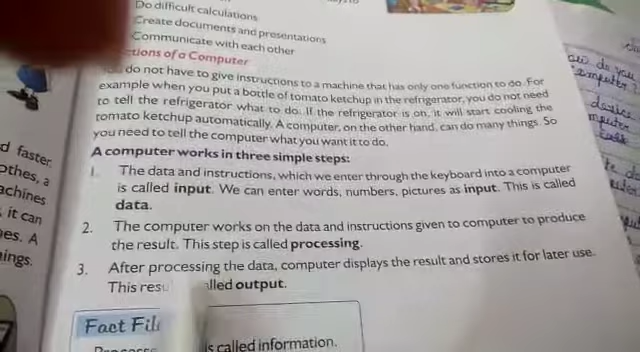 Do difficult calculations
Create documents and presentations
Communicate with each other
ctions of a Computer
do not have to give instructions to a machine that has only one function to do. For
example when you put a bottle of tomato ketchup in the refrigerator, you do not need
to tell the refrigerator what to do. If the refrigerator is on, it will start cooling the
tomato ketchup automatically. A computer, on the other hand, can do many things. So
you need to tell the computer what you want it to do.
A computer works in three simple steps:
1. The data and instructions, which we enter through the keyboard into a computer
is called input. We can enter words, numbers, pictures as input. This is called
data.
2. The computer works on the data and instructions given to computer to produce
the result. This step is called processing.
3. After processing the data, computer displays the result and stores it for later use.
This resu lled output.
Fact File
is called information.
d faster
othes, a
achines
it can
es. A
ings.
do you